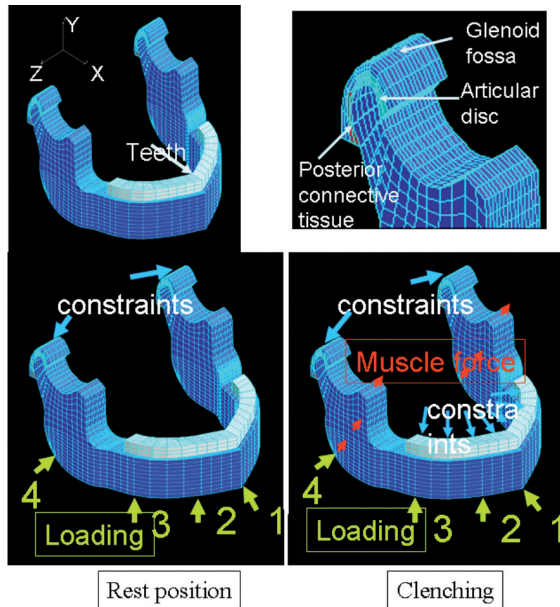 Y
Z
X
Teeth
Glenoid
fossa
Articular
disc
Posterior
connective
tissue
constraints
4
Loading
3
2
1
Rest position
constraints
Muscle force
constra
ints
4
Loading
3
2
1
Clenching